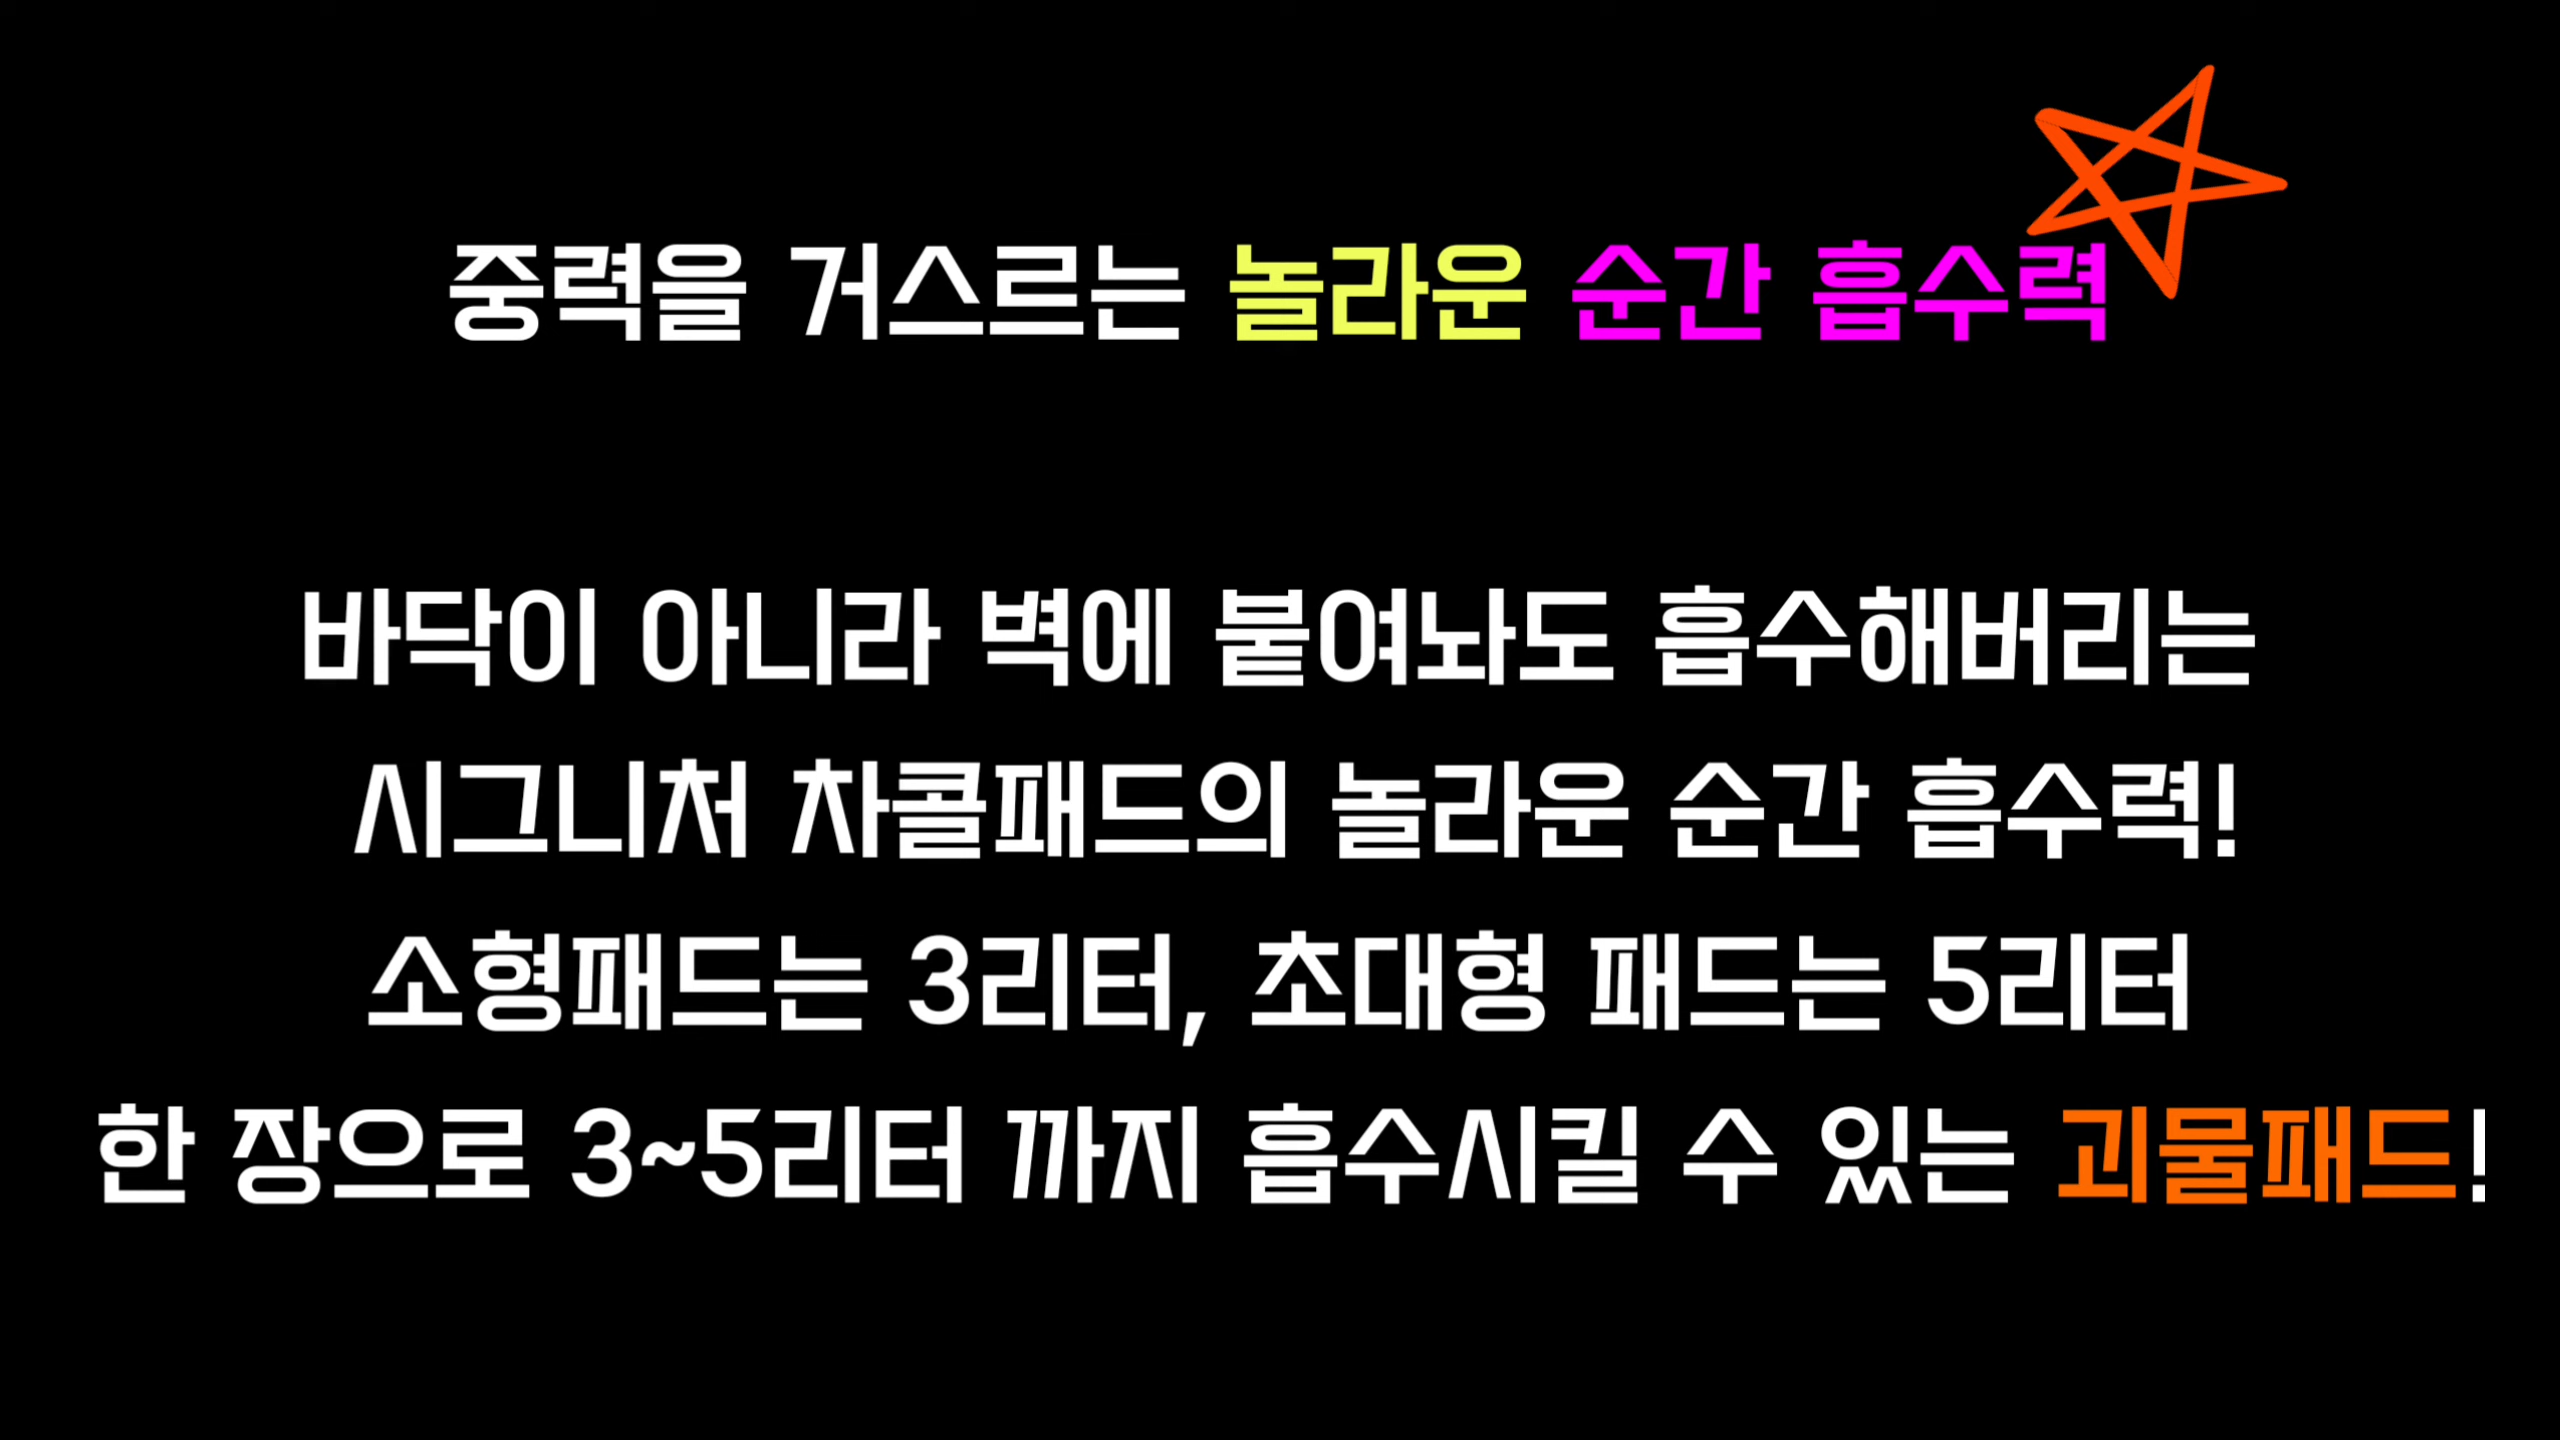 중력을 거스르는 놀라운 순간 흡수력
바닥이 아니라 벽에 붙여놔도 흡수해버리는
시그니처 차콜패드의 놀라운 순간 흡수력!
소형패드는 3리터, 초대형 패드는 5리터
한 장으로 3~5리터 까지 흡수시킬 수 있는 괴물패드!